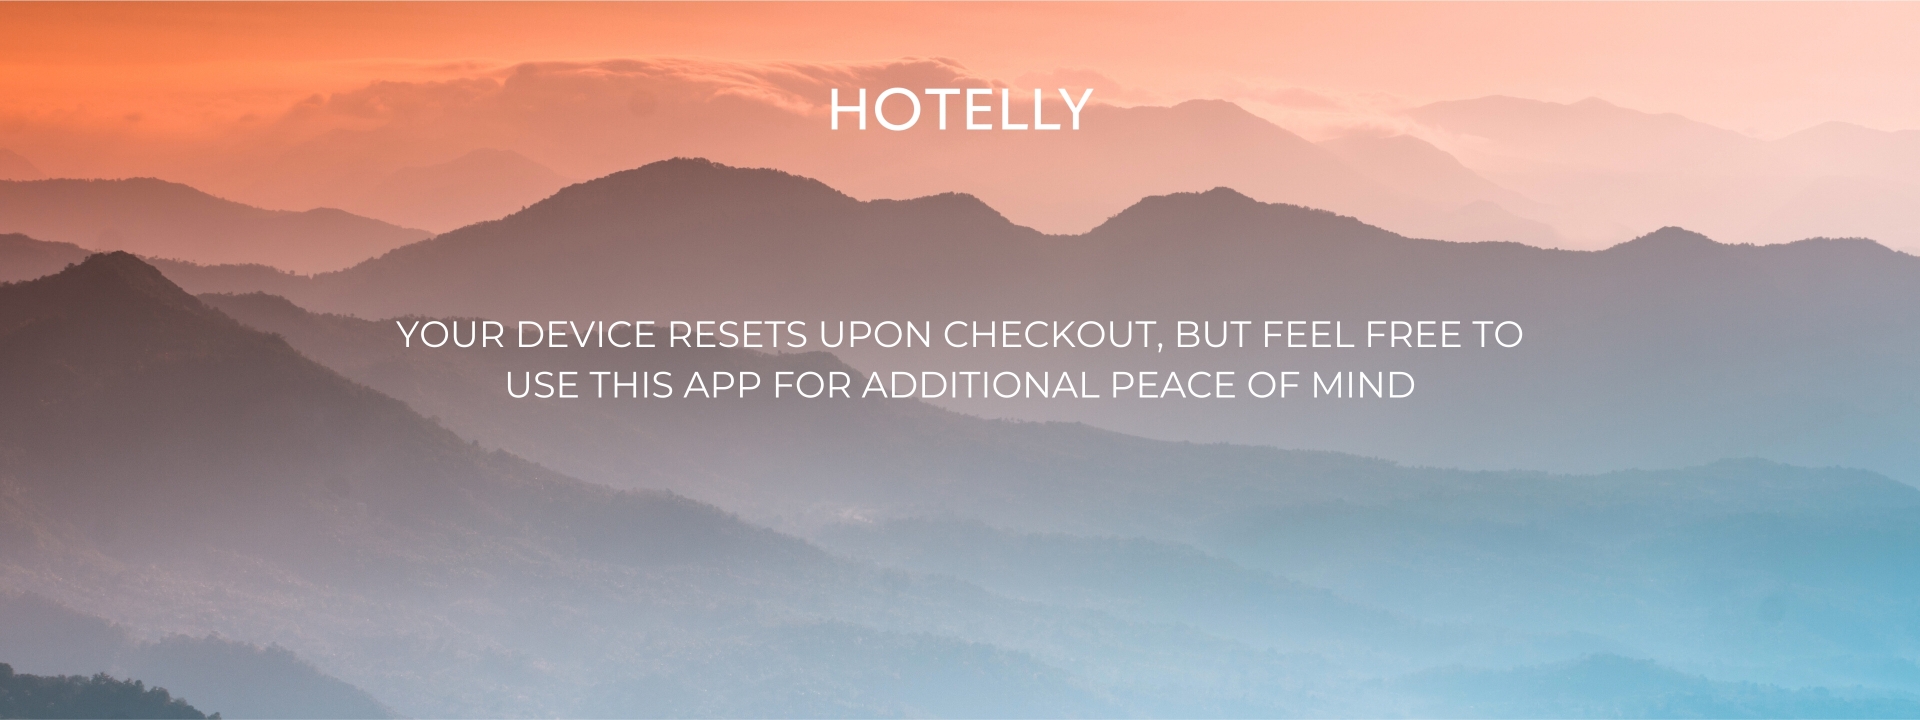 HOTELLY
YOUR DEVICE RESETS UPON CHECKOUT, BUT FEEL FREE TO
USE THIS APP FOR ADDITIONAL PEACE OF MIND